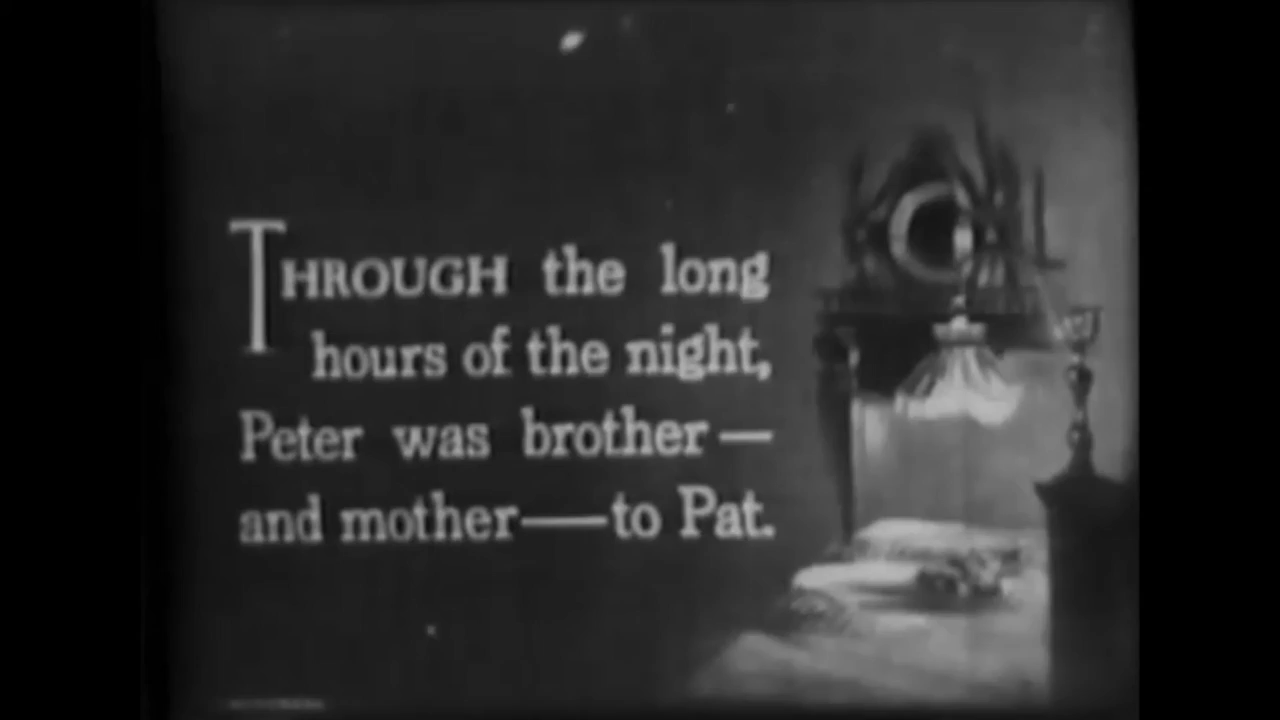 THROUGH the long
hours of the night,
Peter was brother—
and mother—to Pat.